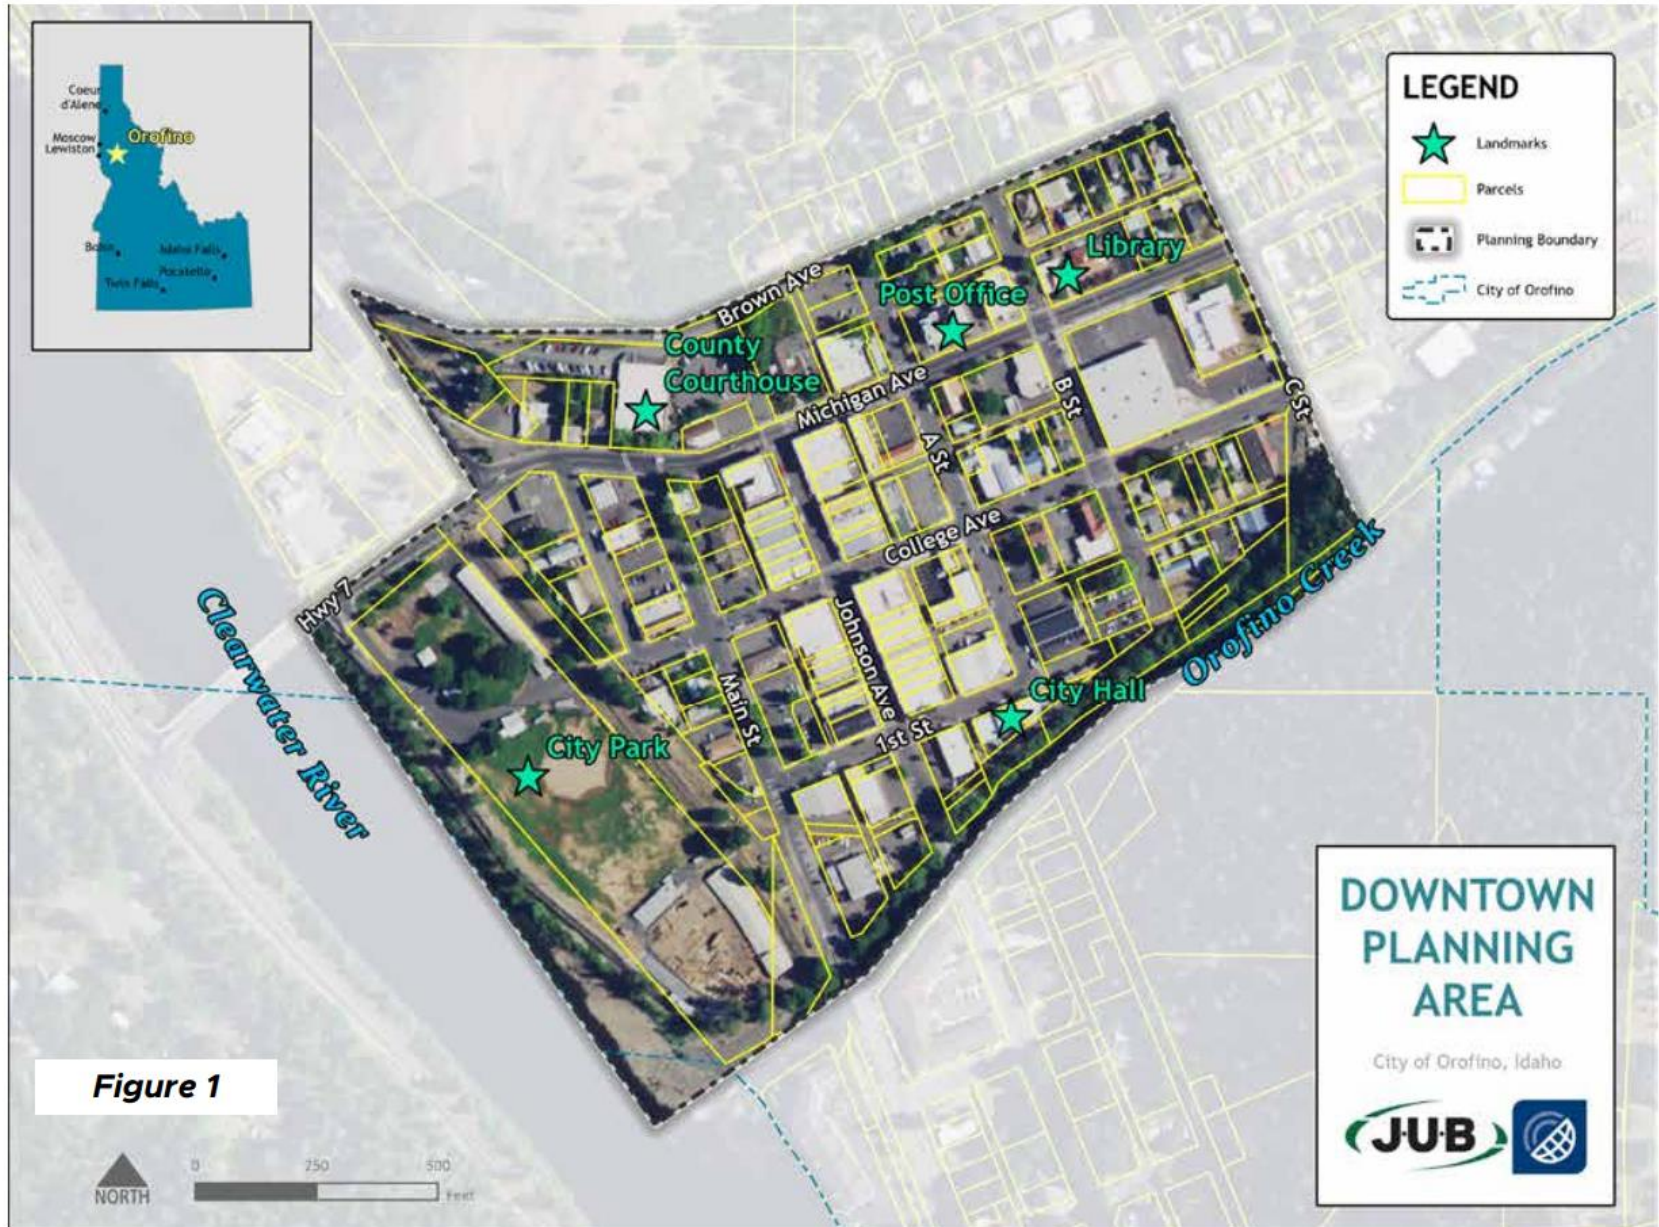 Coeur
d'Alene
Moscow
Lewiston
Orofino
Boise
Idaho Falls
Pocatello
Twin Falls
LEGEND
Landmarks
Parcels
Planning Boundary
City of Orofino
Library
Post Office
Brown Ave
County
Courthouse
Michigan Ave
B St
C St
A St
College Ave
Hwy 7
Clearwater River
Orofino Creek
Johnson Ave
Main St
City Hall
1st St
City Park
DOWNTOWN
PLANNING
AREA
City of Orofino, Idaho
J·U·B
Figure 1
NORTH
0 250 500
Feet